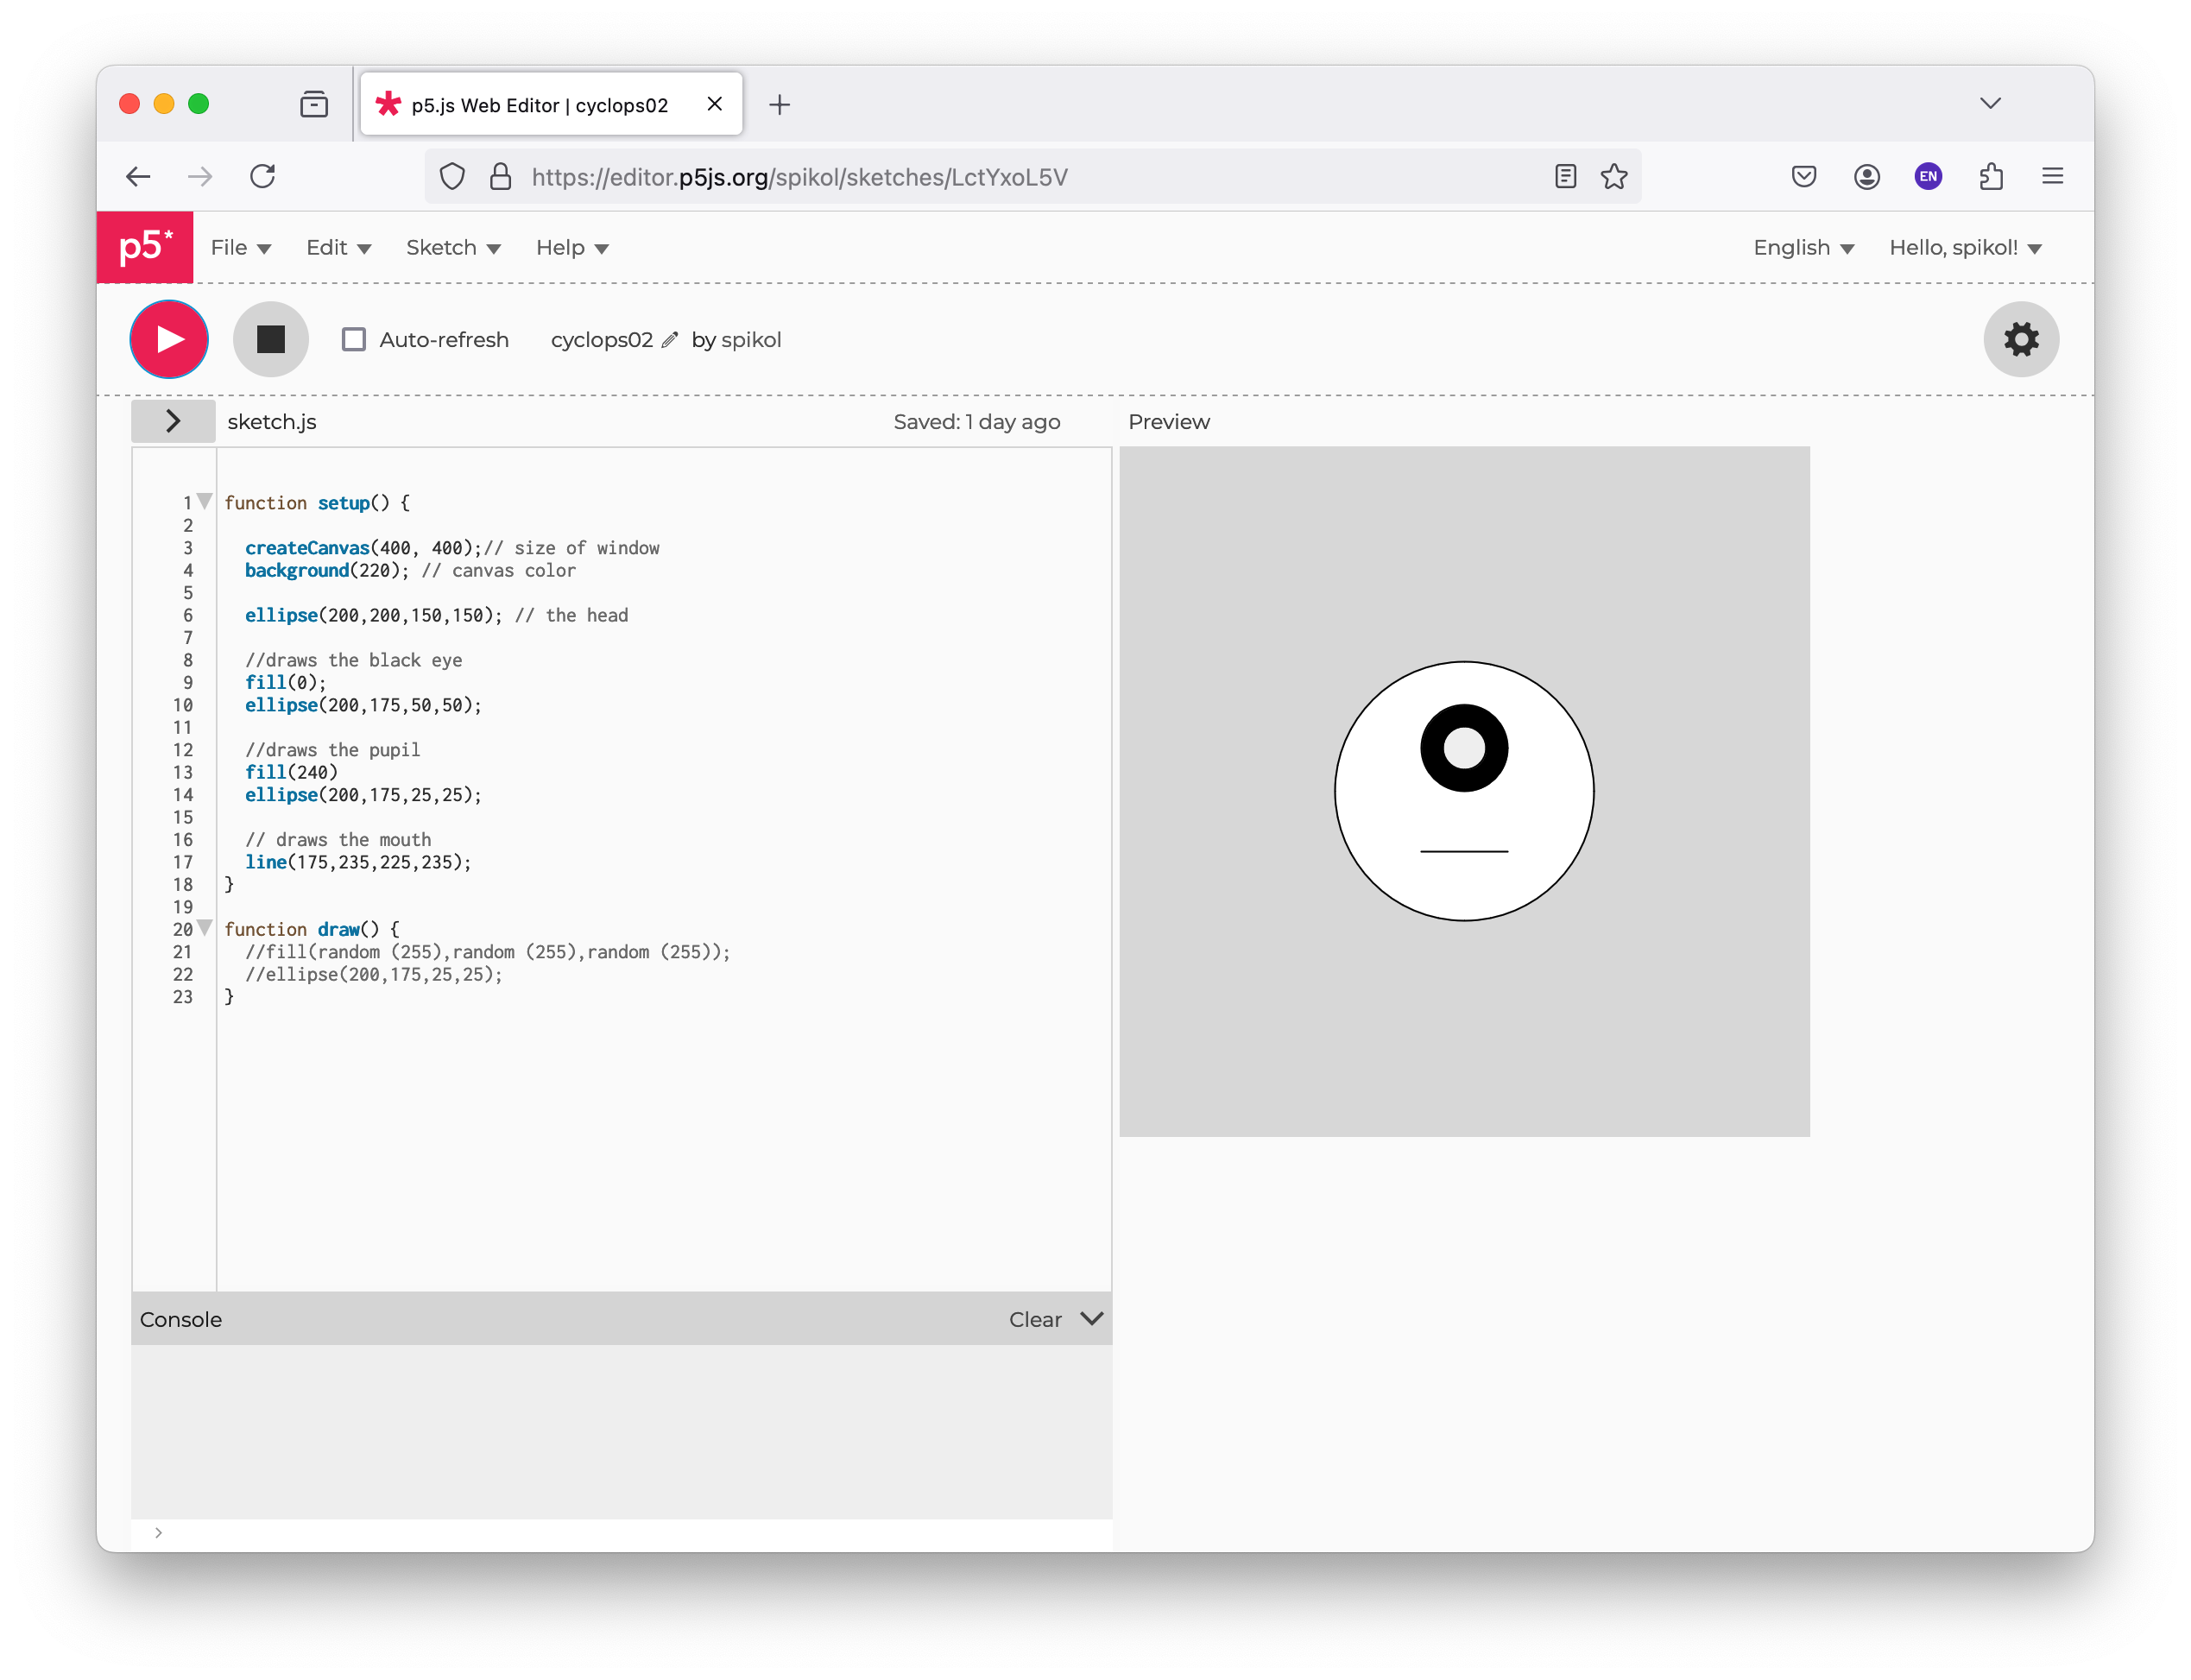 p5.js Web Editor | cyclops02
https://editor.p5js.org/spikol/sketches/LctYxoL5V
EN
p5* File Edit Sketch Help English Hello, spikol!
Auto-refresh cyclops02 by spikol
sketch.js Saved: 1 day ago Preview
1 function setup() {
2
3 createCanvas(400, 400);// size of window
4 background(220); // canvas color
5
6 ellipse(200,200,150,150); // the head
7
8 //draws the black eye
9 fill(0);
10 ellipse(200,175,50,50);
11
12 //draws the pupil
13 fill(240)
14 ellipse(200,175,25,25);
15
16 // draws the mouth
17 line(175,235,225,235);
18 }
19
20 function draw() {
21 //fill(random (255),random (255),random (255));
22 //ellipse(200,175,25,25);
23 }
Console Clear
>